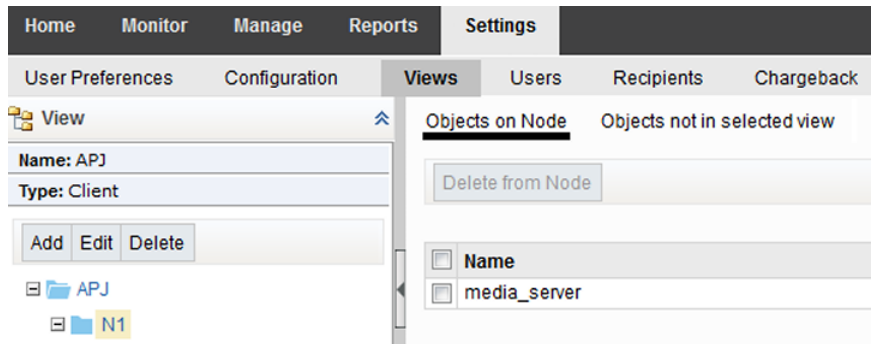 Home Monitor Manage Reports Settings
User Preferences Configuration Views Users Recipients Chargeback
View
Name: APJ
Type: Client
Add Edit Delete
APJ
N1
Objects on Node Objects not in selected view
Delete from Node
Name
media_server